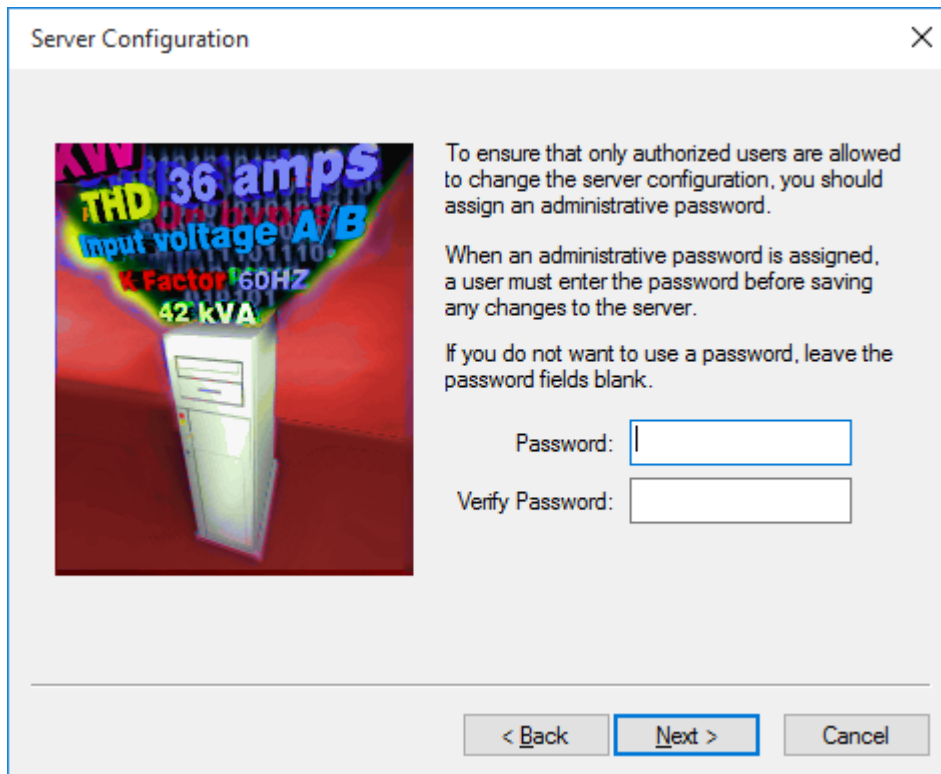 Server Configuration
KW
THD 36 amps
On bypass
Input voltage A/B
K Factor 60HZ
42 kVA
To ensure that only authorized users are allowed
to change the server configuration, you should
assign an administrative password.
When an administrative password is assigned,
a user must enter the password before saving
any changes to the server.
If you do not want to use a password, leave the
password fields blank.
Password:
Verify Password:
< Back
Next >
Cancel